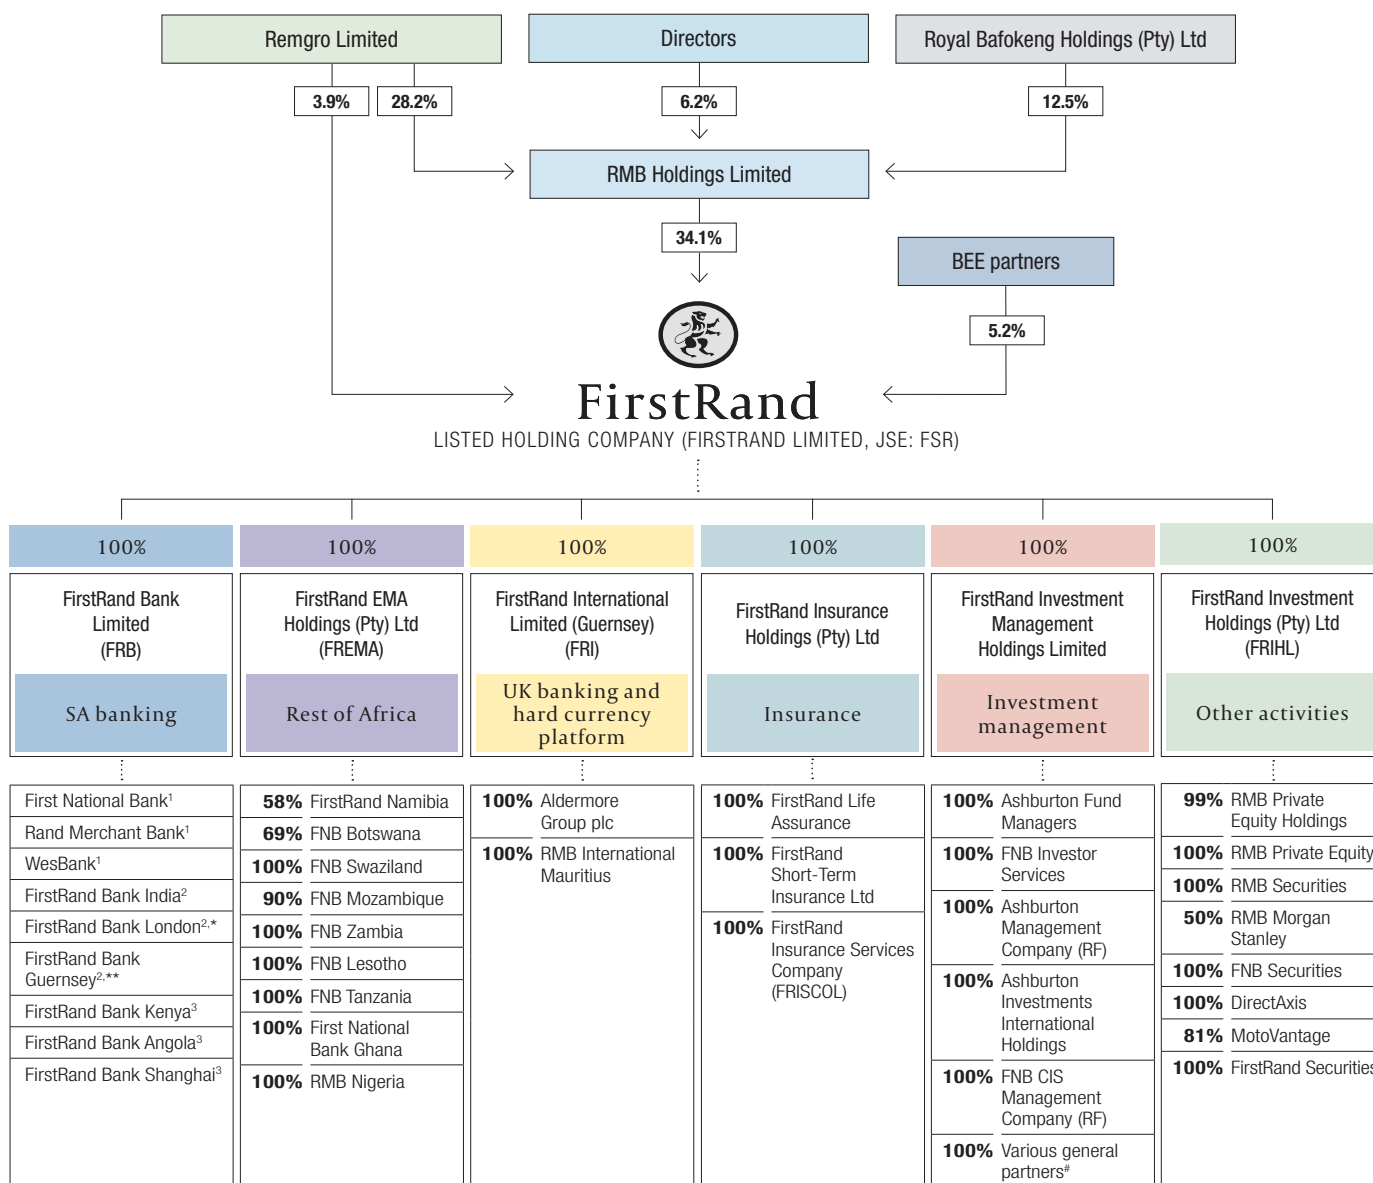 Remgro Limited
Directors
Royal Bafokeng Holdings (Pty) Ltd
3.9%
28.2%
6.2%
12.5%
RMB Holdings Limited
34.1%
BEE partners
5.2%
FirstRand
LISTED HOLDING COMPANY (FIRSTRAND LIMITED, JSE: FSR)
100%
FirstRand Bank
Limited
(FRB)
SA banking
First National Bank¹
Rand Merchant Bank¹
WesBank¹
FirstRand Bank India²
FirstRand Bank London²,*
FirstRand Bank
Guernsey²,**
FirstRand Bank Kenya³
FirstRand Bank Angola³
FirstRand Bank Shanghai³
100%
FirstRand EMA
Holdings (Pty) Ltd
(FREMA)
Rest of Africa
58% FirstRand Namibia
69% FNB Botswana
100% FNB Swaziland
90% FNB Mozambique
100% FNB Zambia
100% FNB Lesotho
100% FNB Tanzania
100% First National
Bank Ghana
100% RMB Nigeria
100%
FirstRand International
Limited (Guernsey)
(FRI)
UK banking and
hard currency
platform
100% Aldermore
Group plc
100% RMB International
Mauritius
100%
FirstRand Insurance
Holdings (Pty) Ltd
Insurance
100% FirstRand Life
Assurance
100% FirstRand
Short-Term
Insurance Ltd
100% FirstRand
Insurance Services
Company
(FRISCOL)
100%
FirstRand Investment
Management
Holdings Limited
Investment
management
100% Ashburton Fund
Managers
100% FNB Investor
Services
100% Ashburton
Management
Company (RF)
100% Ashburton
Investments
International
Holdings
100% FNB CIS
Management
Company (RF)
100% Various general
partners#
100%
FirstRand Investment
Holdings (Pty) Ltd
(FRIHL)
Other activities
99% RMB Private
Equity Holdings
100% RMB Private Equity
100% RMB Securities
50% RMB Morgan
Stanley
100% FNB Securities
100% DirectAxis
81% MotoVantage
100% FirstRand Securities